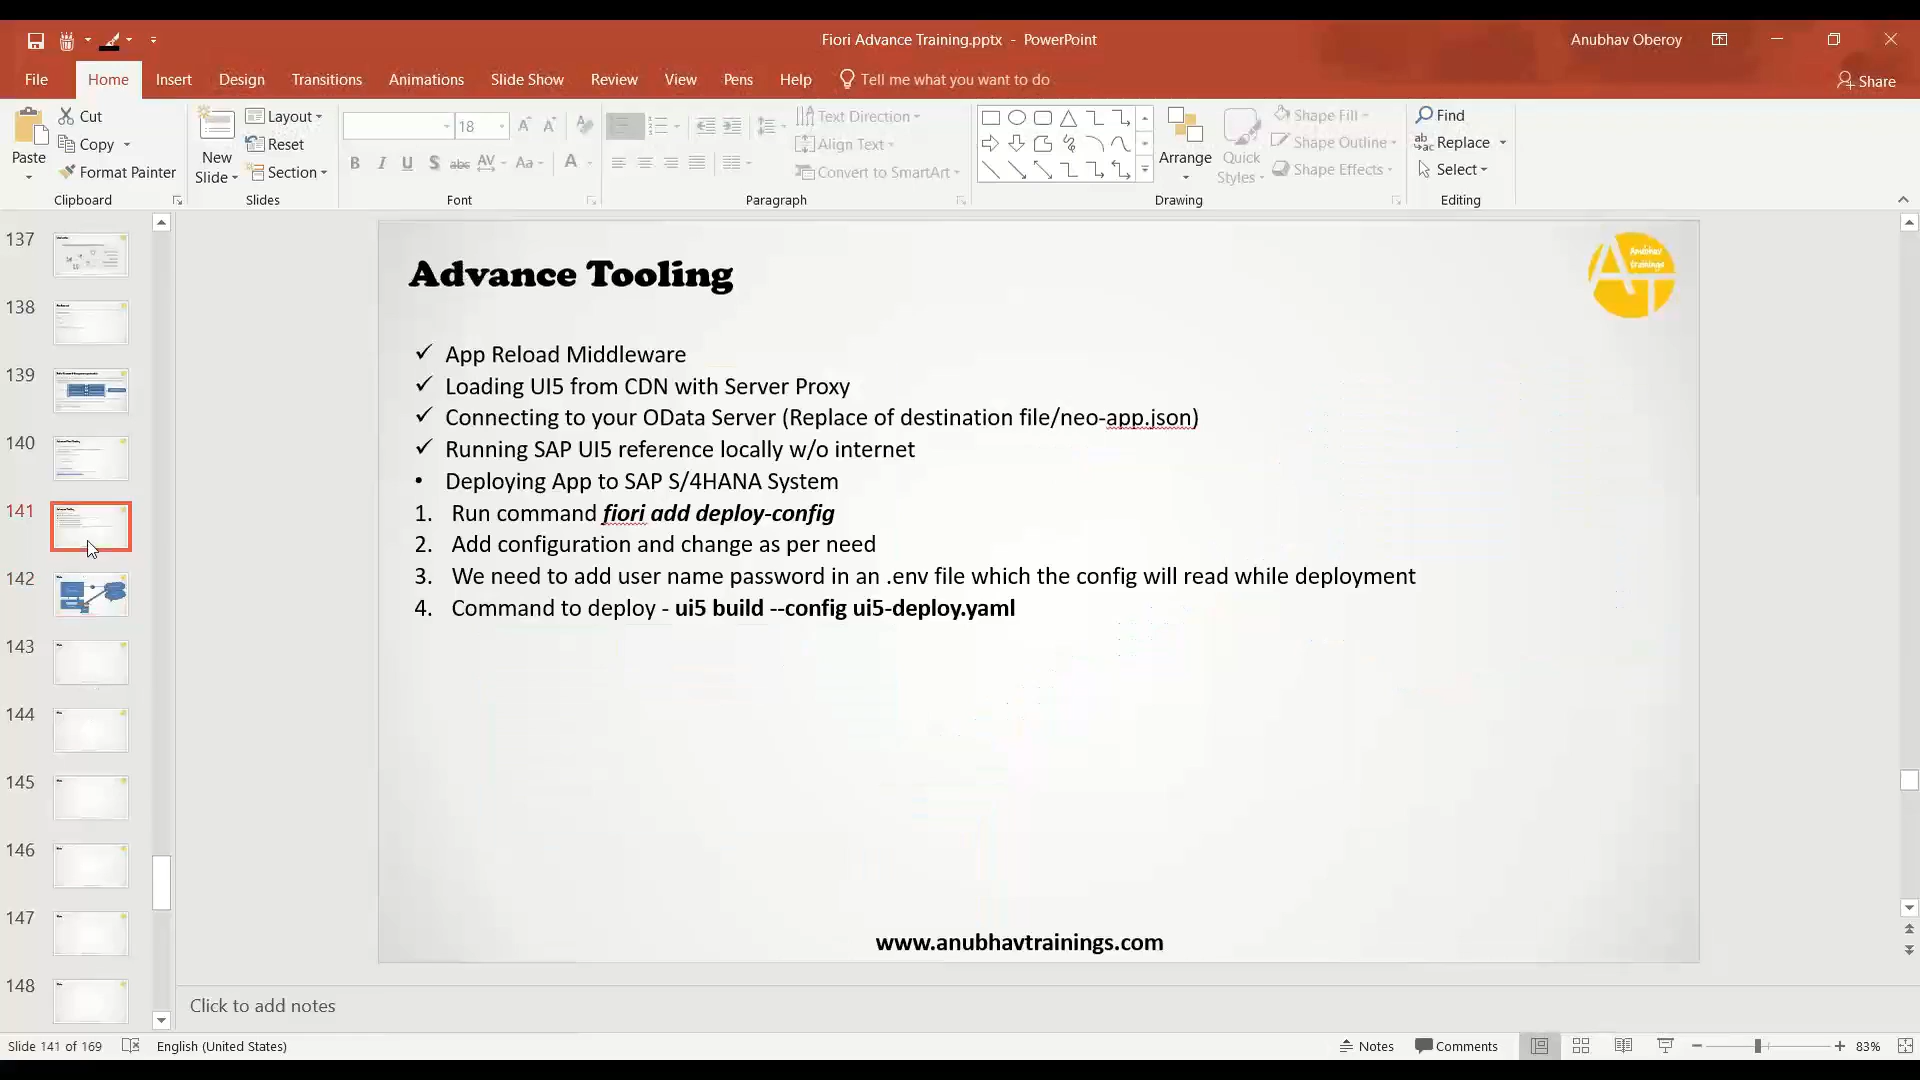 Fiori Advance Training.pptx - PowerPoint
Anubhav Oberoy
File Home Insert Design Transitions Animations Slide Show Review View Pens Help Tell me what you want to do
Share
Paste
Cut
Copy
Format Painter
Clipboard
New Slide
Layout
Reset
Section
Slides
18
B I U S abc AV Aa A
Font
Text Direction
Align Text
Convert to SmartArt
Paragraph
Arrange
Quick Styles
Shape Fill
Shape Outline
Shape Effects
Drawing
Find
Replace
Select
Editing
137
138
139
140
141
142
143
144
145
146
147
148
Advance Tooling
Anubhav
trainings
AT
✓ App Reload Middleware
✓ Loading UI5 from CDN with Server Proxy
✓ Connecting to your OData Server (Replace of destination file/neo-app.json)
✓ Running SAP UI5 reference locally w/o internet
• Deploying App to SAP S/4HANA System
1. Run command fiori add deploy-config
2. Add configuration and change as per need
3. We need to add user name password in an .env file which the config will read while deployment
4. Command to deploy - ui5 build --config ui5-deploy.yaml
www.anubhavtrainings.com
Click to add notes
Slide 141 of 169
English (United States)
Notes
Comments
83%